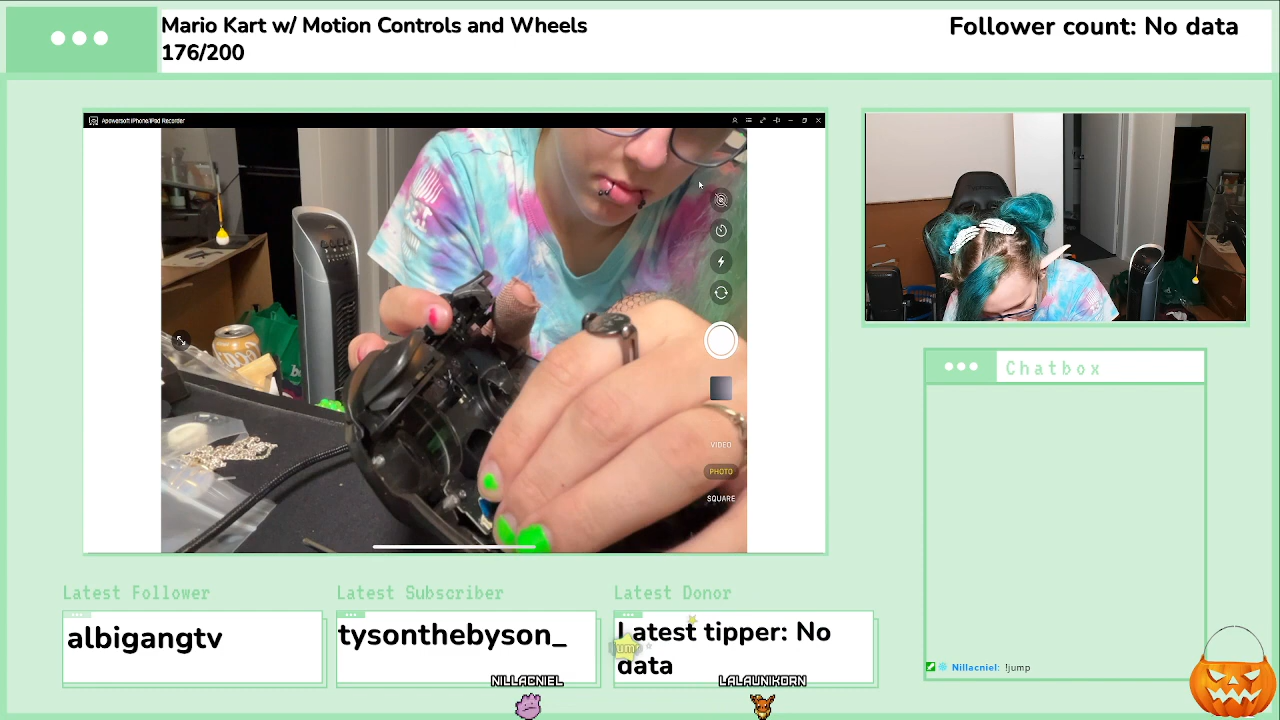 Mario Kart w/ Motion Controls and Wheels
176/200
Follower count: No data
Apowersoft iPhone/iPad Recorder
VIDEO
PHOTO
SQUARE
Chatbox
Nillacniel: !jump
Latest Follower
albigangtv
Latest Subscriber
tysonthebyson_
Latest Donor
Latest tipper: No
data
NILLACNIEL
LALAUNIKORN